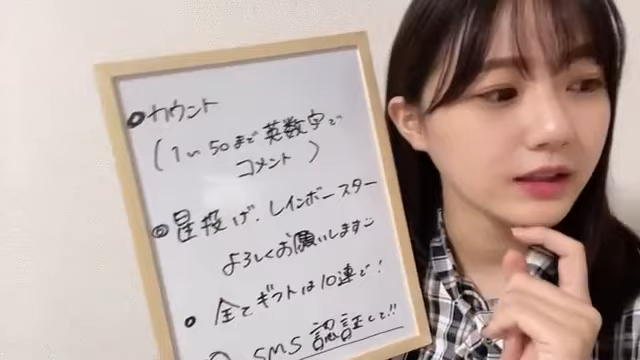 ●カウント
(1〜50まで英数字で
コメント)
◎星投げ、レインボースター
よろしくお願いします
●全てギフトは10連で!
SMS認証して!!